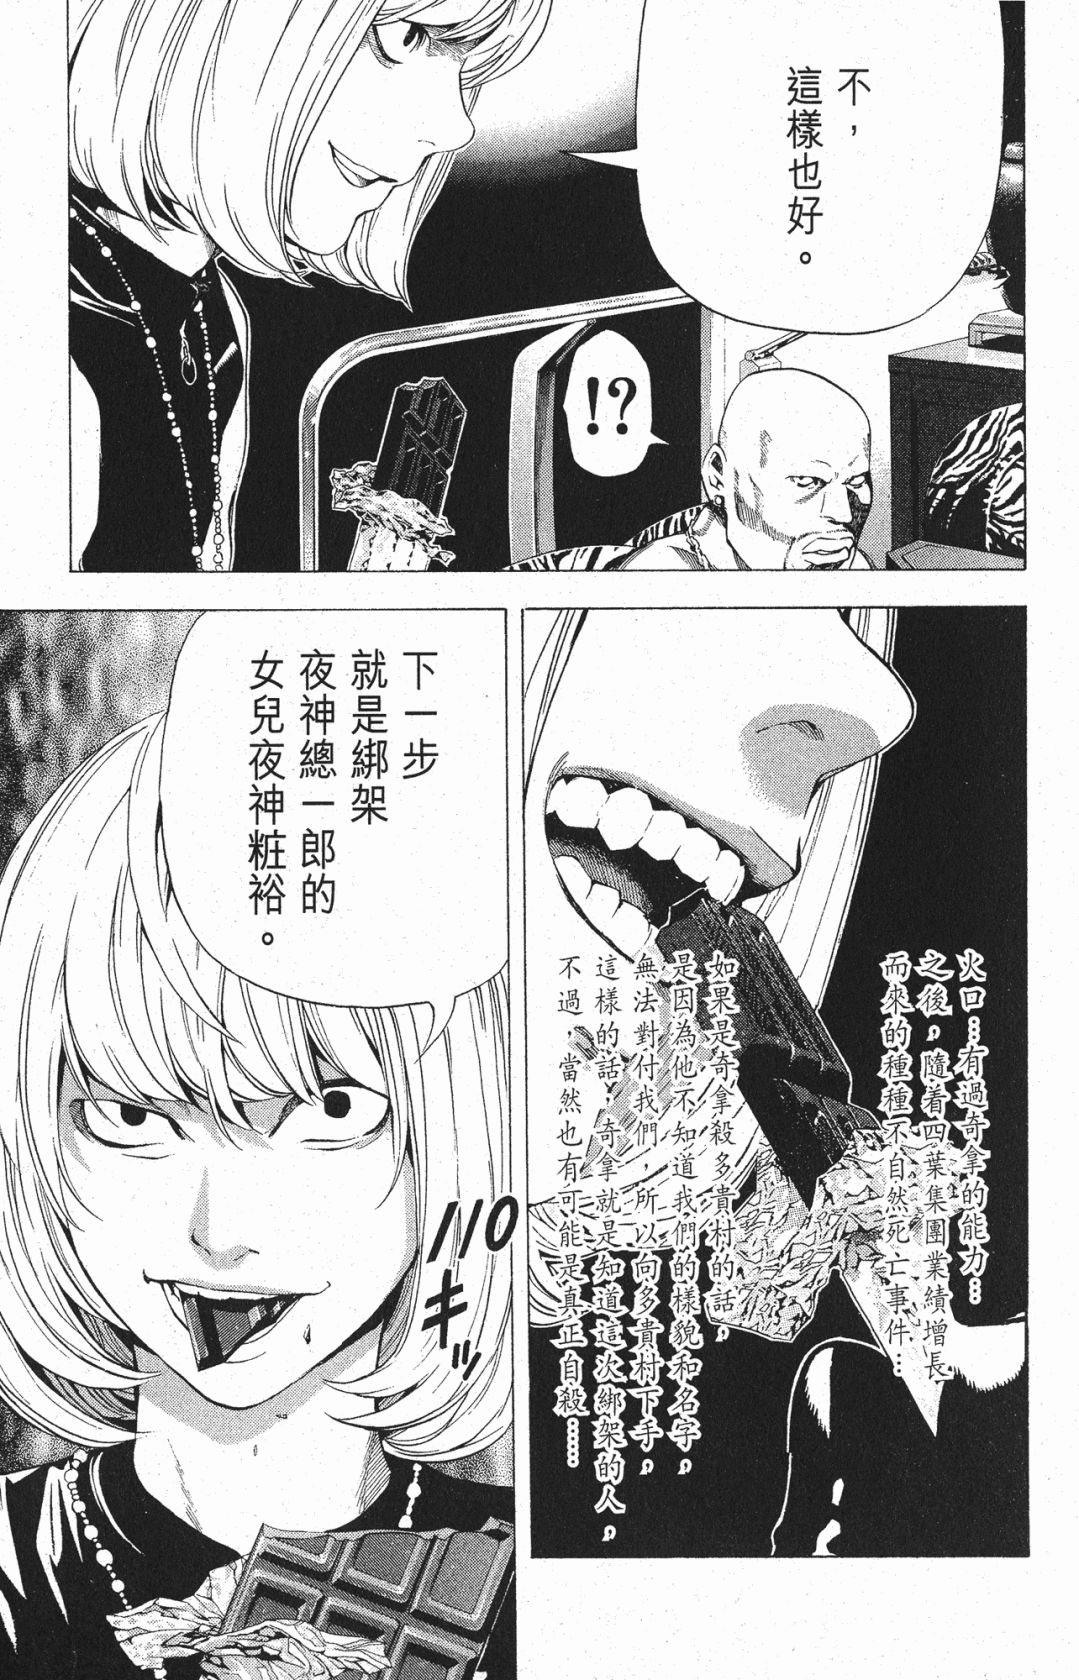 不，
這樣也好。
!?
火口…有過奇拿的能力…
之後，隨着四葉集團業績增長
而來的種種不自然死亡事件…
如果是奇拿殺多貴村的話，
是因為他不知道我們的樣貌和名字，
無法對付我們，所以向多貴村下手，
這樣的話，奇拿就是知道這次綁架的人，
不過，當然也有可能是真正自殺……
下一步
就是綁架
夜神總一郎的
女兒夜神粧裕。
パキッ